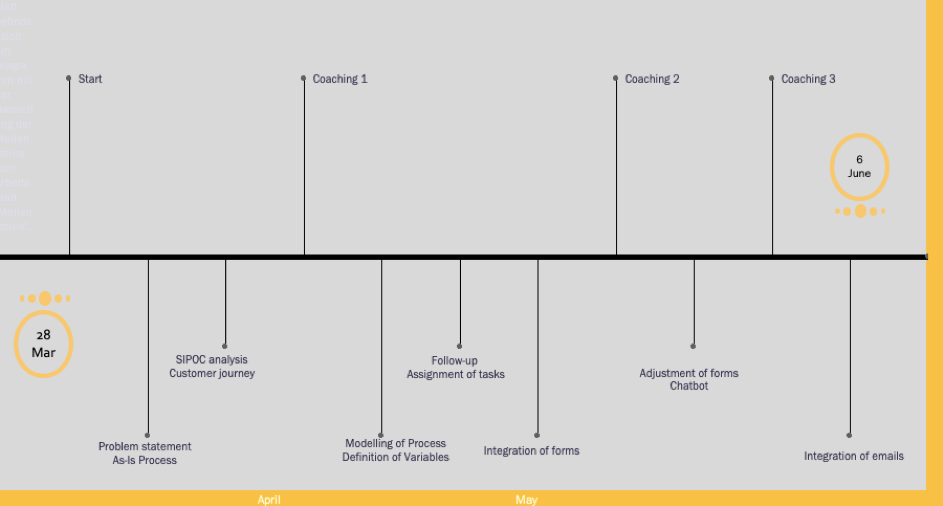 Start
Coaching 1
Coaching 2
Coaching 3
6
June
28
Mar
SIPOC analysis
Customer journey
Follow-up
Assignment of tasks
Adjustment of forms
Chatbot
Problem statement
As-Is Process
Modelling of Process
Definition of Variables
Integration of forms
Integration of emails
April
May